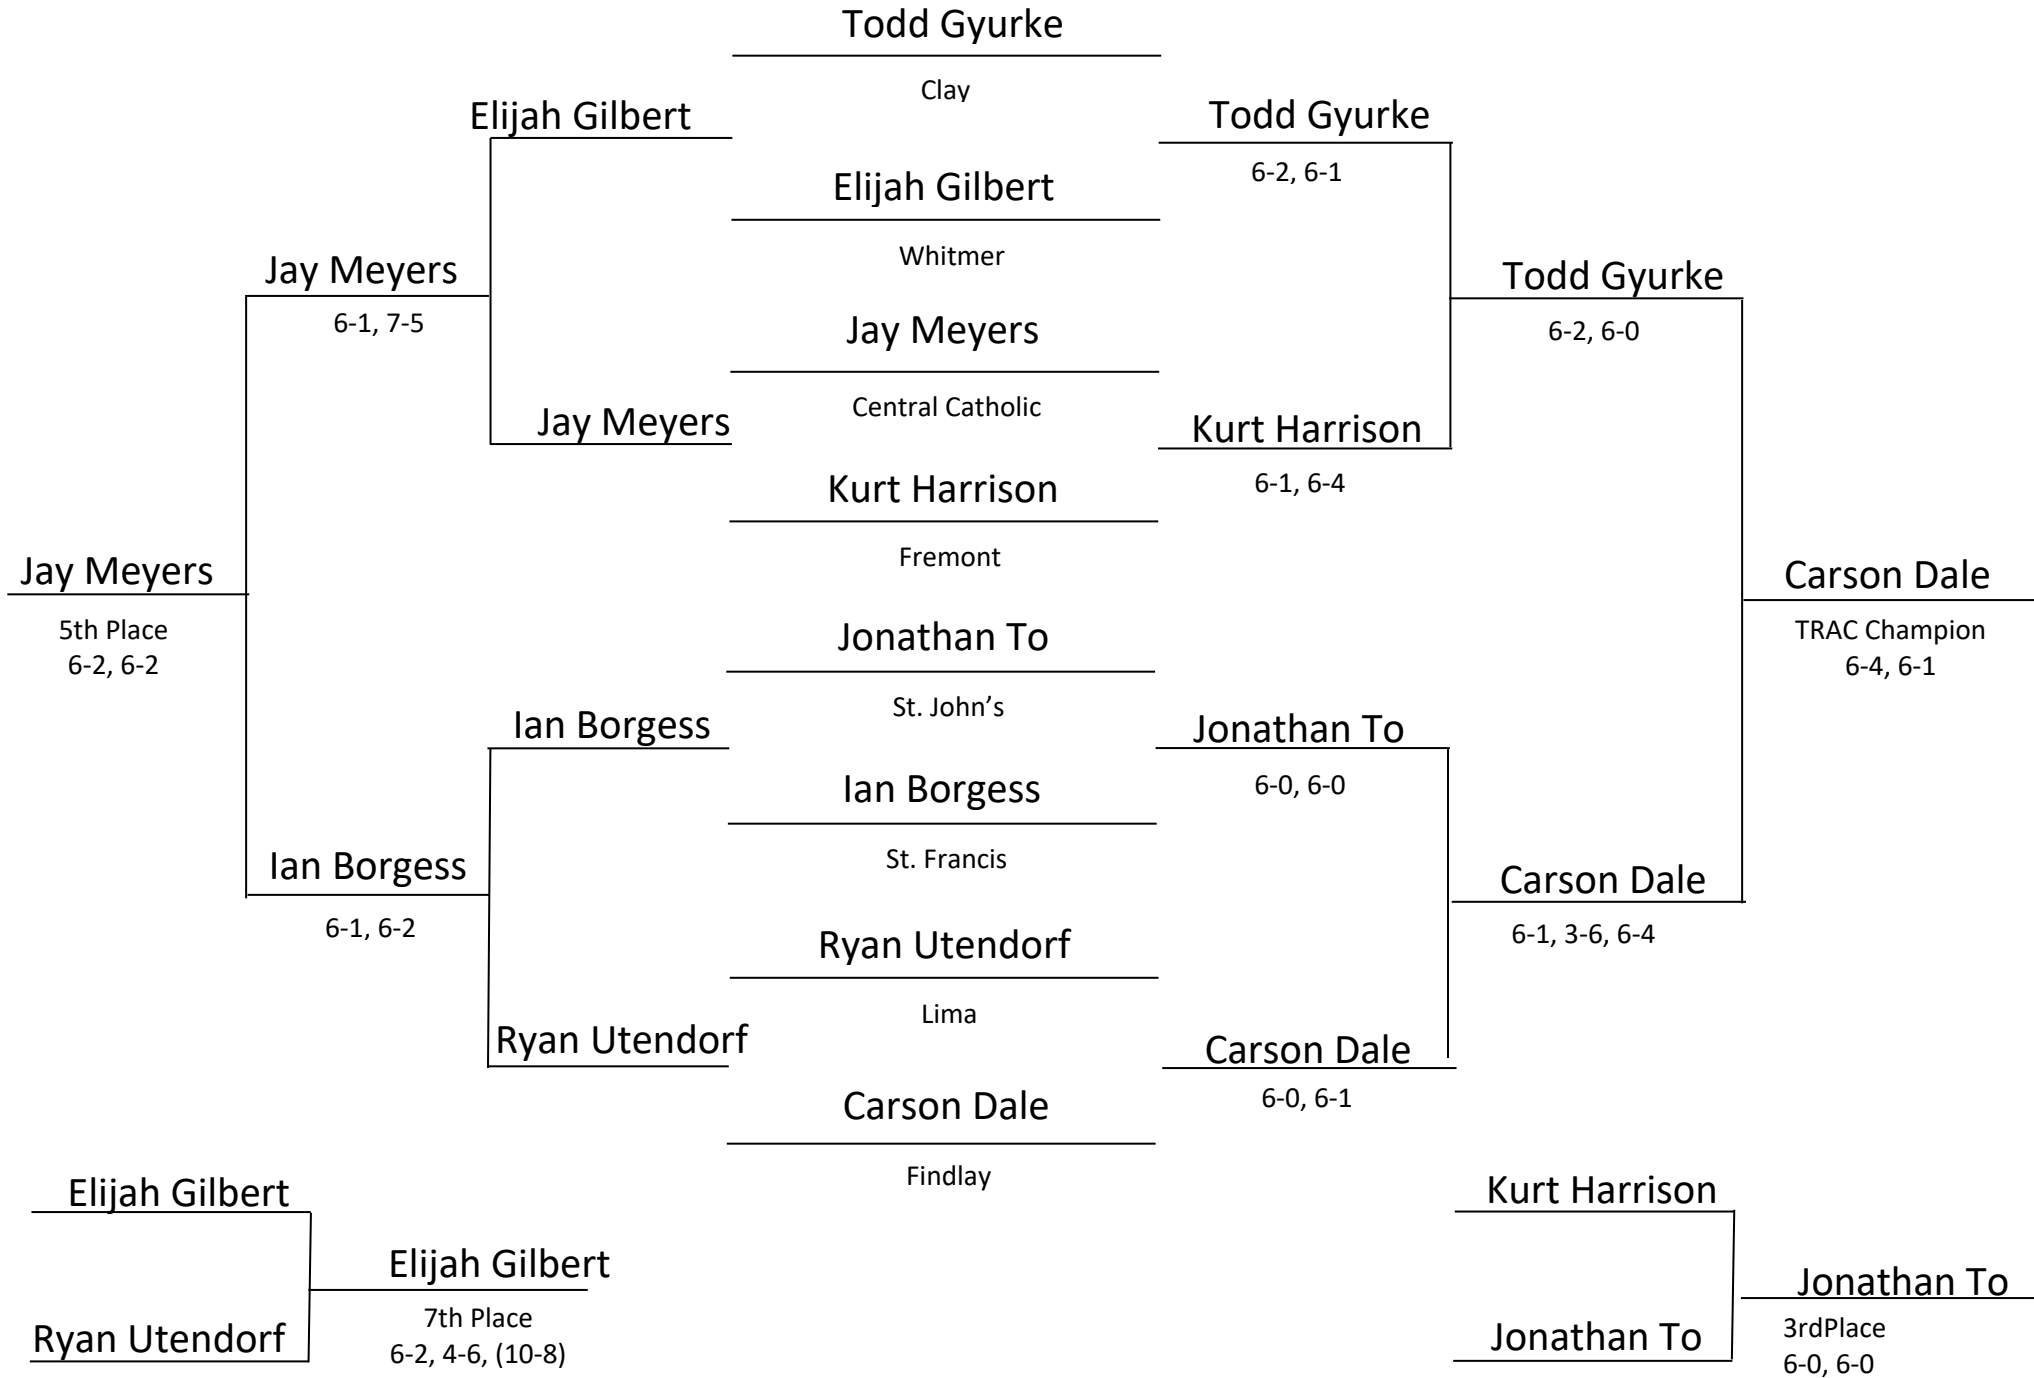 Todd Gyurke
Clay
Elijah Gilbert
Todd Gyurke
6-2, 6-1
Elijah Gilbert
Whitmer
Jay Meyers
6-1, 7-5
Todd Gyurke
6-2, 6-0
Jay Meyers
Central Catholic
Jay Meyers
Kurt Harrison
6-1, 6-4
Kurt Harrison
Fremont
Jay Meyers
5th Place
6-2, 6-2
Carson Dale
TRAC Champion
6-4, 6-1
Jonathan To
St. John’s
Ian Borgess
Jonathan To
6-0, 6-0
Ian Borgess
St. Francis
Ian Borgess
6-1, 6-2
Carson Dale
6-1, 3-6, 6-4
Ryan Utendorf
Lima
Ryan Utendorf
Carson Dale
6-0, 6-1
Carson Dale
Findlay
Elijah Gilbert
Elijah Gilbert
7th Place
6-2, 4-6, (10-8)
Ryan Utendorf
Kurt Harrison
Jonathan To
3rdPlace
6-0, 6-0
Jonathan To